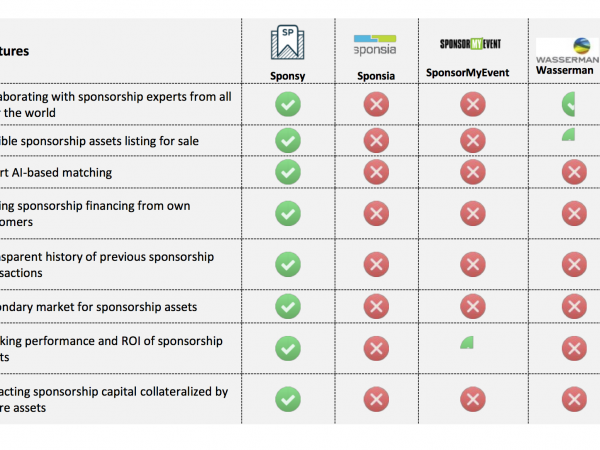 SP
sponsia
SPONSORMYEVENT
WASSERMAN
tures
Sponsy
Sponsia
SponsorMyEvent
Wasserman
aborating with sponsorship experts from all
r the world
ible sponsorship assets listing for sale
rt AI-based matching
ing sponsorship financing from own
omers
nsparent history of previous sponsorship
sactions
ondary market for sponsorship assets
king performance and ROI of sponsorship
ts
acting sponsorship capital collateralized by
re assets